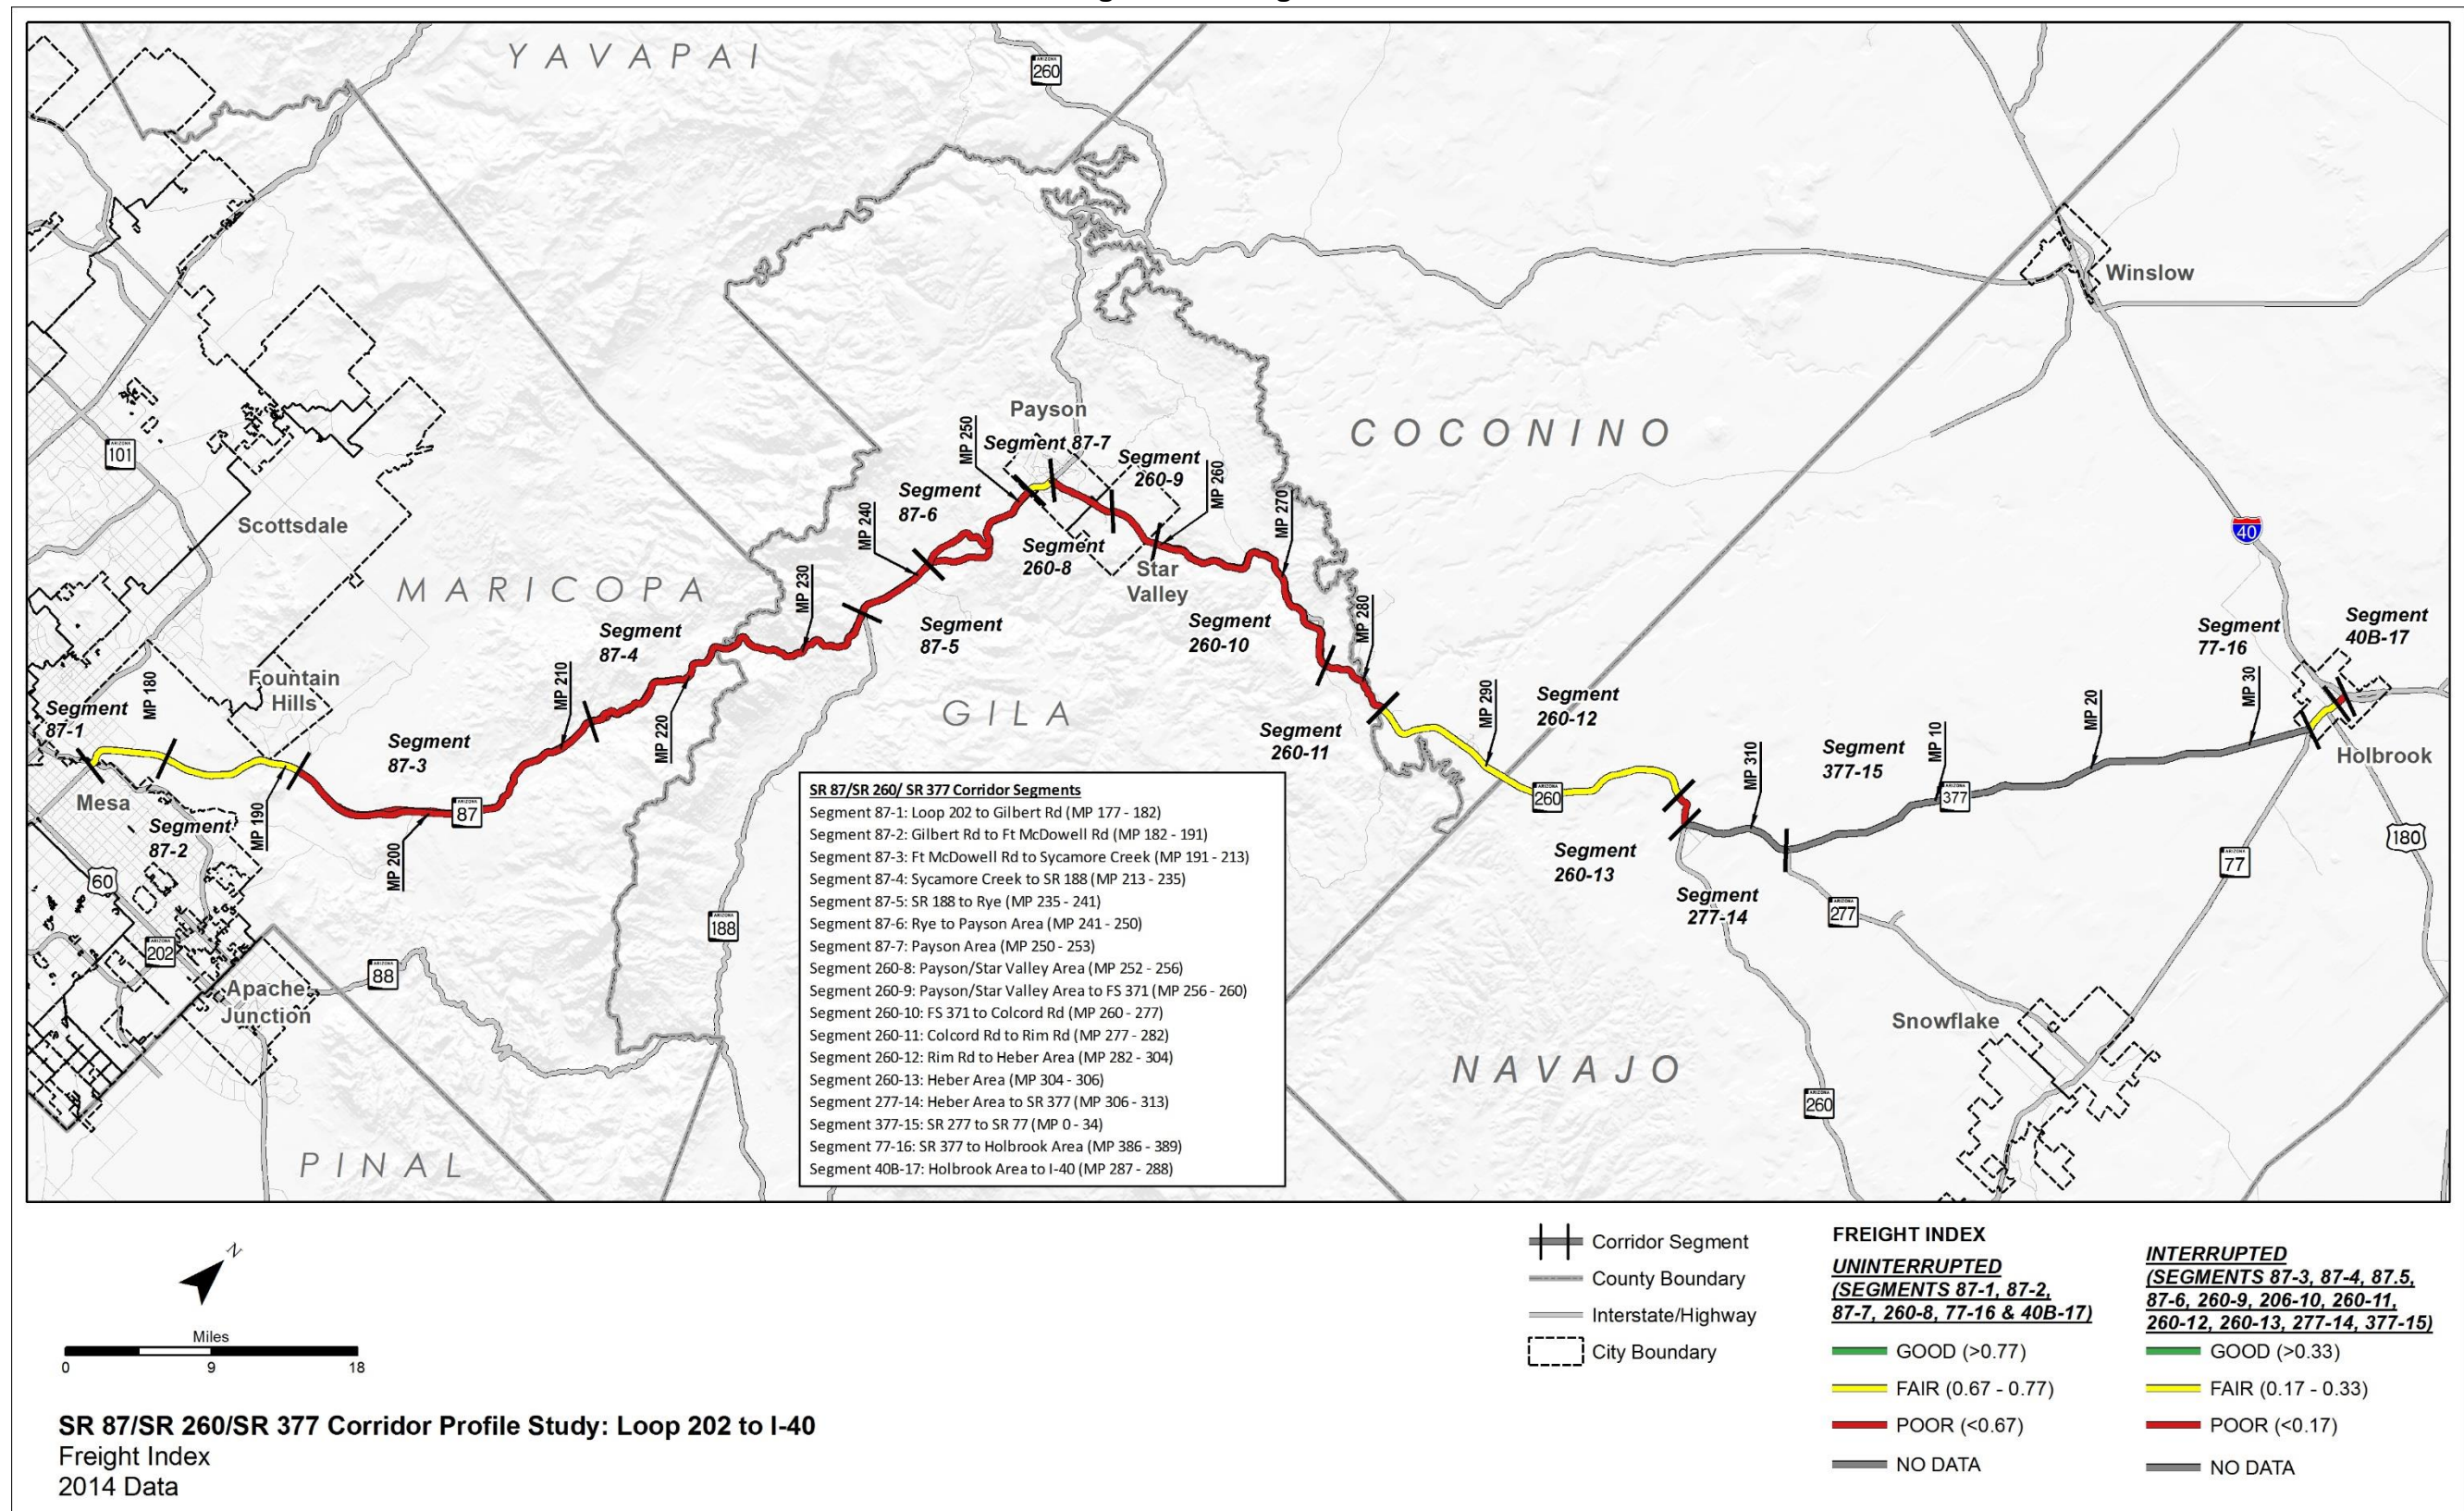 YAVAPAI
260
Winslow
COCONINO
Payson
MP 250
Segment 87-7
Segment
260-9
MP 260
101
Segment
87-6
MP 240
MP 270
Scottsdale
40
Segment
260-8
Star
Valley
MARICOPA
MP 230
Segment
87-4
Segment
87-5
Segment
260-10
MP 280
Segment
77-16
Segment
40B-17
Fountain
Hills
MP 180
MP 210
MP 220
GILA
Segment
87-1
Segment
87-3
Segment
260-11
MP 290
Segment
260-12
MP 310
Segment
377-15
MP 10
MP 20
MP 30
Holbrook
Mesa
Segment
87-2
MP 190
MP 200
87
260
377
277
77
180
60
Segment
260-13
Segment
277-14
202
88
188
Apache
Junction
Snowflake
NAVAJO
260
PINAL
SR 87/SR 260/ SR 377 Corridor Segments
Segment 87-1: Loop 202 to Gilbert Rd (MP 177 - 182)
Segment 87-2: Gilbert Rd to Ft McDowell Rd (MP 182 - 191)
Segment 87-3: Ft McDowell Rd to Sycamore Creek (MP 191 - 213)
Segment 87-4: Sycamore Creek to SR 188 (MP 213 - 235)
Segment 87-5: SR 188 to Rye (MP 235 - 241)
Segment 87-6: Rye to Payson Area (MP 241 - 250)
Segment 87-7: Payson Area (MP 250 - 253)
Segment 260-8: Payson/Star Valley Area (MP 252 - 256)
Segment 260-9: Payson/Star Valley Area to FS 371 (MP 256 - 260)
Segment 260-10: FS 371 to Colcord Rd (MP 260 - 277)
Segment 260-11: Colcord Rd to Rim Rd (MP 277 - 282)
Segment 260-12: Rim Rd to Heber Area (MP 282 - 304)
Segment 260-13: Heber Area (MP 304 - 306)
Segment 277-14: Heber Area to SR 377 (MP 306 - 313)
Segment 377-15: SR 277 to SR 77 (MP 0 - 34)
Segment 77-16: SR 377 to Holbrook Area (MP 386 - 389)
Segment 40B-17: Holbrook Area to I-40 (MP 287 - 288)
N
Miles
0 9 18
SR 87/SR 260/SR 377 Corridor Profile Study: Loop 202 to I-40
Freight Index
2014 Data
Corridor Segment
County Boundary
Interstate/Highway
City Boundary
FREIGHT INDEX
UNINTERRUPTED
(SEGMENTS 87-1, 87-2,
87-7, 260-8, 77-16 & 40B-17)
GOOD (>0.77)
FAIR (0.67 - 0.77)
POOR (<0.67)
NO DATA
INTERRUPTED
(SEGMENTS 87-3, 87-4, 87.5,
87-6, 260-9, 206-10, 260-11,
260-12, 260-13, 277-14, 377-15)
GOOD (>0.33)
FAIR (0.17 - 0.33)
POOR (<0.17)
NO DATA